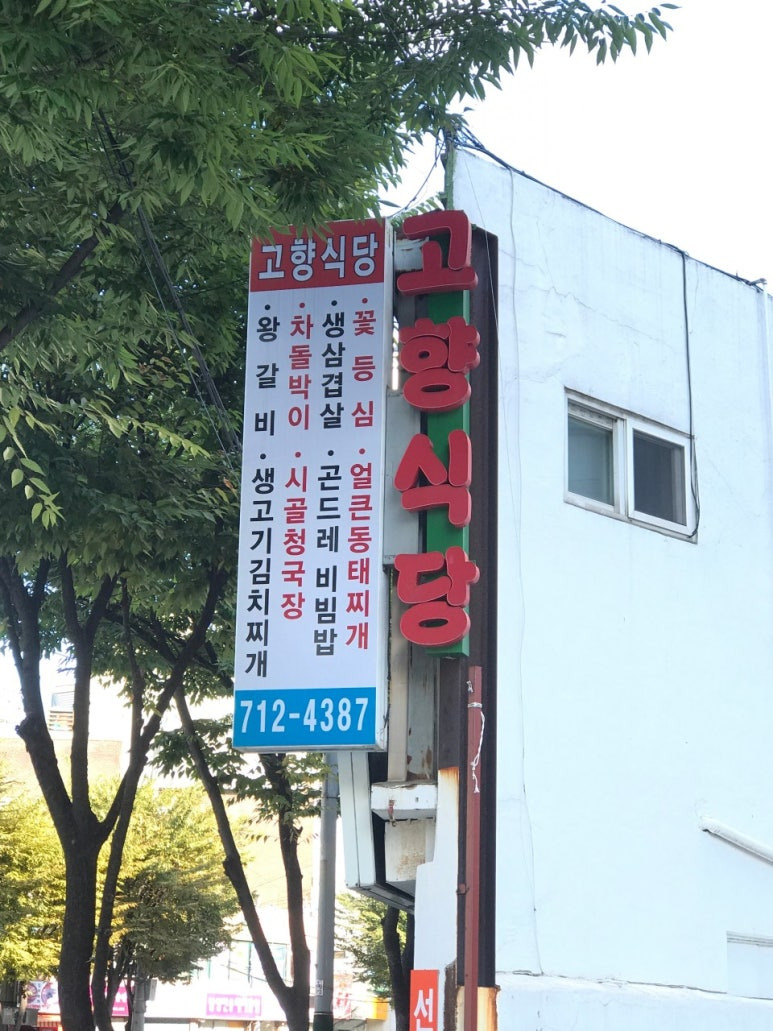 고향식당
·꽃등심
·생삼겹살
·차돌박이
·왕갈비
·얼큰동태찌개
·곤드레비빔밥
·시골청국장
·생고기김치찌개
712-4387
고향식당
선